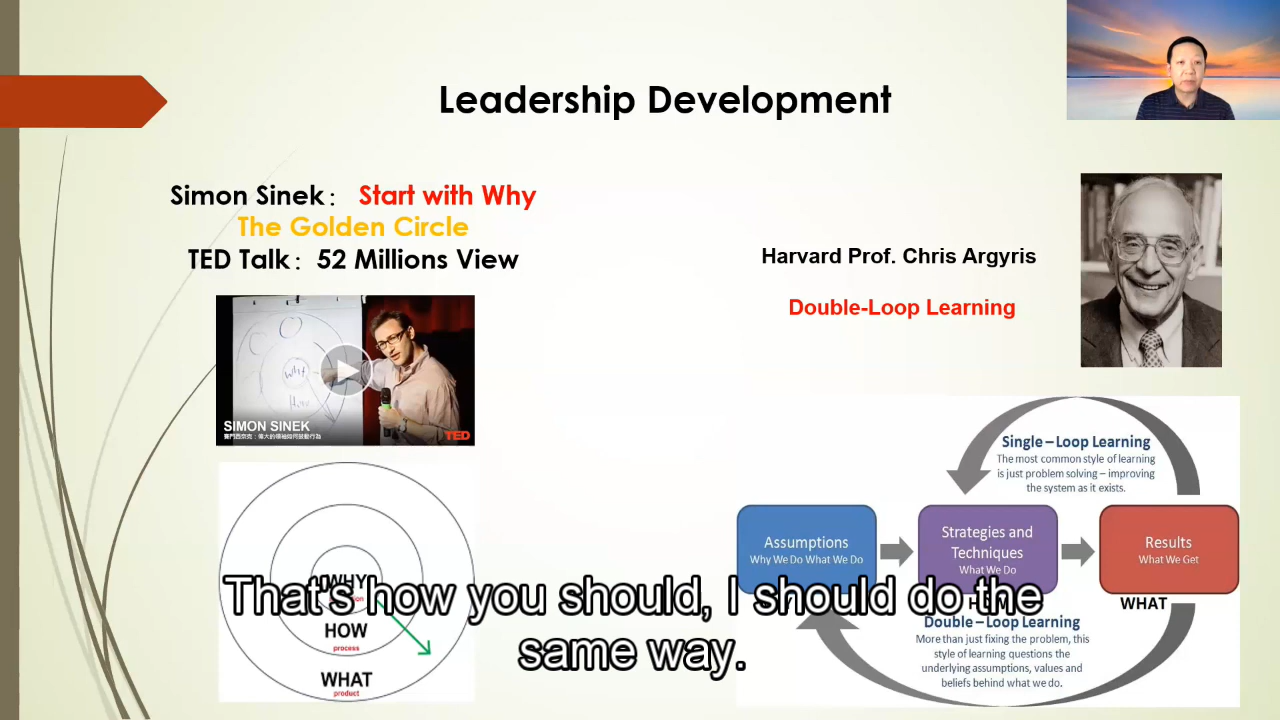 Leadership Development
Simon Sinek： Start with Why
The Golden Circle
TED Talk：52 Millions View
SIMON SINEK
TED
WHY
HOW
process
WHAT
product
Harvard Prof. Chris Argyris
Double-Loop Learning
Single – Loop Learning
The most common style of learning
is just problem solving – improving
the system as it exists.
Assumptions
Why We Do What We Do
Strategies and
Techniques
What We Do
Results
What We Get
WHAT
Double – Loop Learning
More than just fixing the problem, this
style of learning questions the
underlying assumptions, values and
beliefs behind what we do.
That's how you should, I should do the
same way.